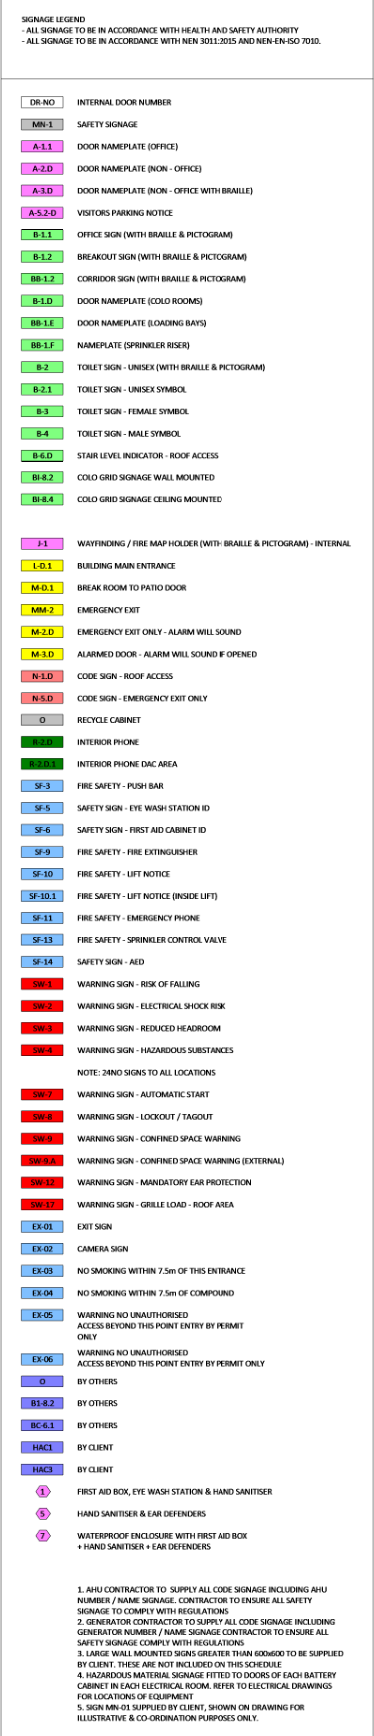 SIGNAGE LEGEND
- ALL SIGNAGE TO BE IN ACCORDANCE WITH HEALTH AND SAFETY AUTHORITY
- ALL SIGNAGE TO BE IN ACCORDANCE WITH NEN 3011:2015 AND NEN-EN-ISO 7010.
DR-NO INTERNAL DOOR NUMBER
MN-1 SAFETY SIGNAGE
A-1.1 DOOR NAMEPLATE (OFFICE)
A-2.D DOOR NAMEPLATE (NON - OFFICE)
A-3.D DOOR NAMEPLATE (NON - OFFICE WITH BRAILLE)
A-5.2-D VISITORS PARKING NOTICE
B-1.1 OFFICE SIGN (WITH BRAILLE & PICTOGRAM)
B-1.2 BREAKOUT SIGN (WITH BRAILLE & PICTOGRAM)
BB-1.2 CORRIDOR SIGN (WITH BRAILLE & PICTOGRAM)
B-1.D DOOR NAMEPLATE (COLO ROOMS)
BB-1.E DOOR NAMEPLATE (LOADING BAYS)
BB-1.F NAMEPLATE (SPRINKLER RISER)
B-2 TOILET SIGN - UNISEX (WITH BRAILLE & PICTOGRAM)
B-2.1 TOILET SIGN - UNISEX SYMBOL
B-3 TOILET SIGN - FEMALE SYMBOL
B-4 TOILET SIGN - MALE SYMBOL
B-6.D STAIR LEVEL INDICATOR - ROOF ACCESS
BI-8.2 COLO GRID SIGNAGE WALL MOUNTED
BI-8.4 COLO GRID SIGNAGE CEILING MOUNTED
J-1 WAYFINDING / FIRE MAP HOLDER (WITH BRAILLE & PICTOGRAM) - INTERNAL
L-D.1 BUILDING MAIN ENTRANCE
M-D.1 BREAK ROOM TO PATIO DOOR
MM-2 EMERGENCY EXIT
M-2.D EMERGENCY EXIT ONLY - ALARM WILL SOUND
M-3.D ALARMED DOOR - ALARM WILL SOUND IF OPENED
N-1.D CODE SIGN - ROOF ACCESS
N-5.D CODE SIGN - EMERGENCY EXIT ONLY
O RECYCLE CABINET
R-2.D INTERIOR PHONE
R-2.D.1 INTERIOR PHONE DAC AREA
SF-3 FIRE SAFETY - PUSH BAR
SF-5 SAFETY SIGN - EYE WASH STATION ID
SF-6 SAFETY SIGN - FIRST AID CABINET ID
SF-9 FIRE SAFETY - FIRE EXTINGUISHER
SF-10 FIRE SAFETY - LIFT NOTICE
SF-10.1 FIRE SAFETY - LIFT NOTICE (INSIDE LIFT)
SF-11 FIRE SAFETY - EMERGENCY PHONE
SF-13 FIRE SAFETY - SPRINKLER CONTROL VALVE
SF-14 SAFETY SIGN - AED
SW-1 WARNING SIGN - RISK OF FALLING
SW-2 WARNING SIGN - ELECTRICAL SHOCK RISK
SW-3 WARNING SIGN - REDUCED HEADROOM
SW-4 WARNING SIGN - HAZARDOUS SUBSTANCES
NOTE: 24NO SIGNS TO ALL LOCATIONS
SW-7 WARNING SIGN - AUTOMATIC START
SW-8 WARNING SIGN - LOCKOUT / TAGOUT
SW-9 WARNING SIGN - CONFINED SPACE WARNING
SW-9.A WARNING SIGN - CONFINED SPACE WARNING (EXTERNAL)
SW-12 WARNING SIGN - MANDATORY EAR PROTECTION
SW-17 WARNING SIGN - GRILLE LOAD - ROOF AREA
EX-01 EXIT SIGN
EX-02 CAMERA SIGN
EX-03 NO SMOKING WITHIN 7.5m OF THIS ENTRANCE
EX-04 NO SMOKING WITHIN 7.5m OF COMPOUND
EX-05 WARNING NO UNAUTHORISED
ACCESS BEYOND THIS POINT ENTRY BY PERMIT
ONLY
EX-06 WARNING NO UNAUTHORISED
ACCESS BEYOND THIS POINT ENTRY BY PERMIT ONLY
O BY OTHERS
B1-8.2 BY OTHERS
BC-6.1 BY OTHERS
HAC1 BY CLIENT
HAC3 BY CLIENT
1 FIRST AID BOX, EYE WASH STATION & HAND SANITISER
5 HAND SANITISER & EAR DEFENDERS
7 WATERPROOF ENCLOSURE WITH FIRST AID BOX
+ HAND SANITISER + EAR DEFENDERS
1. AHU CONTRACTOR TO SUPPLY ALL CODE SIGNAGE INCLUDING AHU
NUMBER / NAME SIGNAGE. CONTRACTOR TO ENSURE ALL SAFETY
SIGNAGE TO COMPLY WITH REGULATIONS
2. GENERATOR CONTRACTOR TO SUPPLY ALL CODE SIGNAGE INCLUDING
GENERATOR NUMBER / NAME SIGNAGE CONTRACTOR TO ENSURE ALL
SAFETY SIGNAGE COMPLY WITH REGULATIONS
3. LARGE WALL MOUNTED SIGNS GREATER THAN 600x600 TO BE SUPPLIED
BY CLIENT. THESE ARE NOT INCLUDED ON THIS SCHEDULE
4. HAZARDOUS MATERIAL SIGNAGE FITTED TO DOORS OF EACH BATTERY
CABINET IN EACH ELECTRICAL ROOM. REFER TO ELECTRICAL DRAWINGS
FOR LOCATIONS OF EQUIPMENT
5. SIGN MN-01 SUPPLIED BY CLIENT, SHOWN ON DRAWING FOR
ILLUSTRATIVE & CO-ORDINATION PURPOSES ONLY.